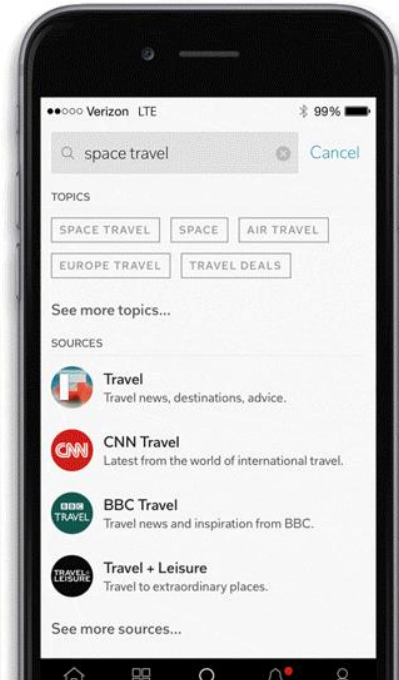 Verizon LTE 99%
space travel Cancel
TOPICS
SPACE TRAVEL SPACE AIR TRAVEL
EUROPE TRAVEL TRAVEL DEALS
See more topics...
SOURCES
Travel
Travel news, destinations, advice.
CNN
CNN Travel
Latest from the world of international travel.
BBC
TRAVEL
BBC Travel
Travel news and inspiration from BBC.
TRAVEL+
LEISURE
Travel + Leisure
Travel to extraordinary places.
See more sources...